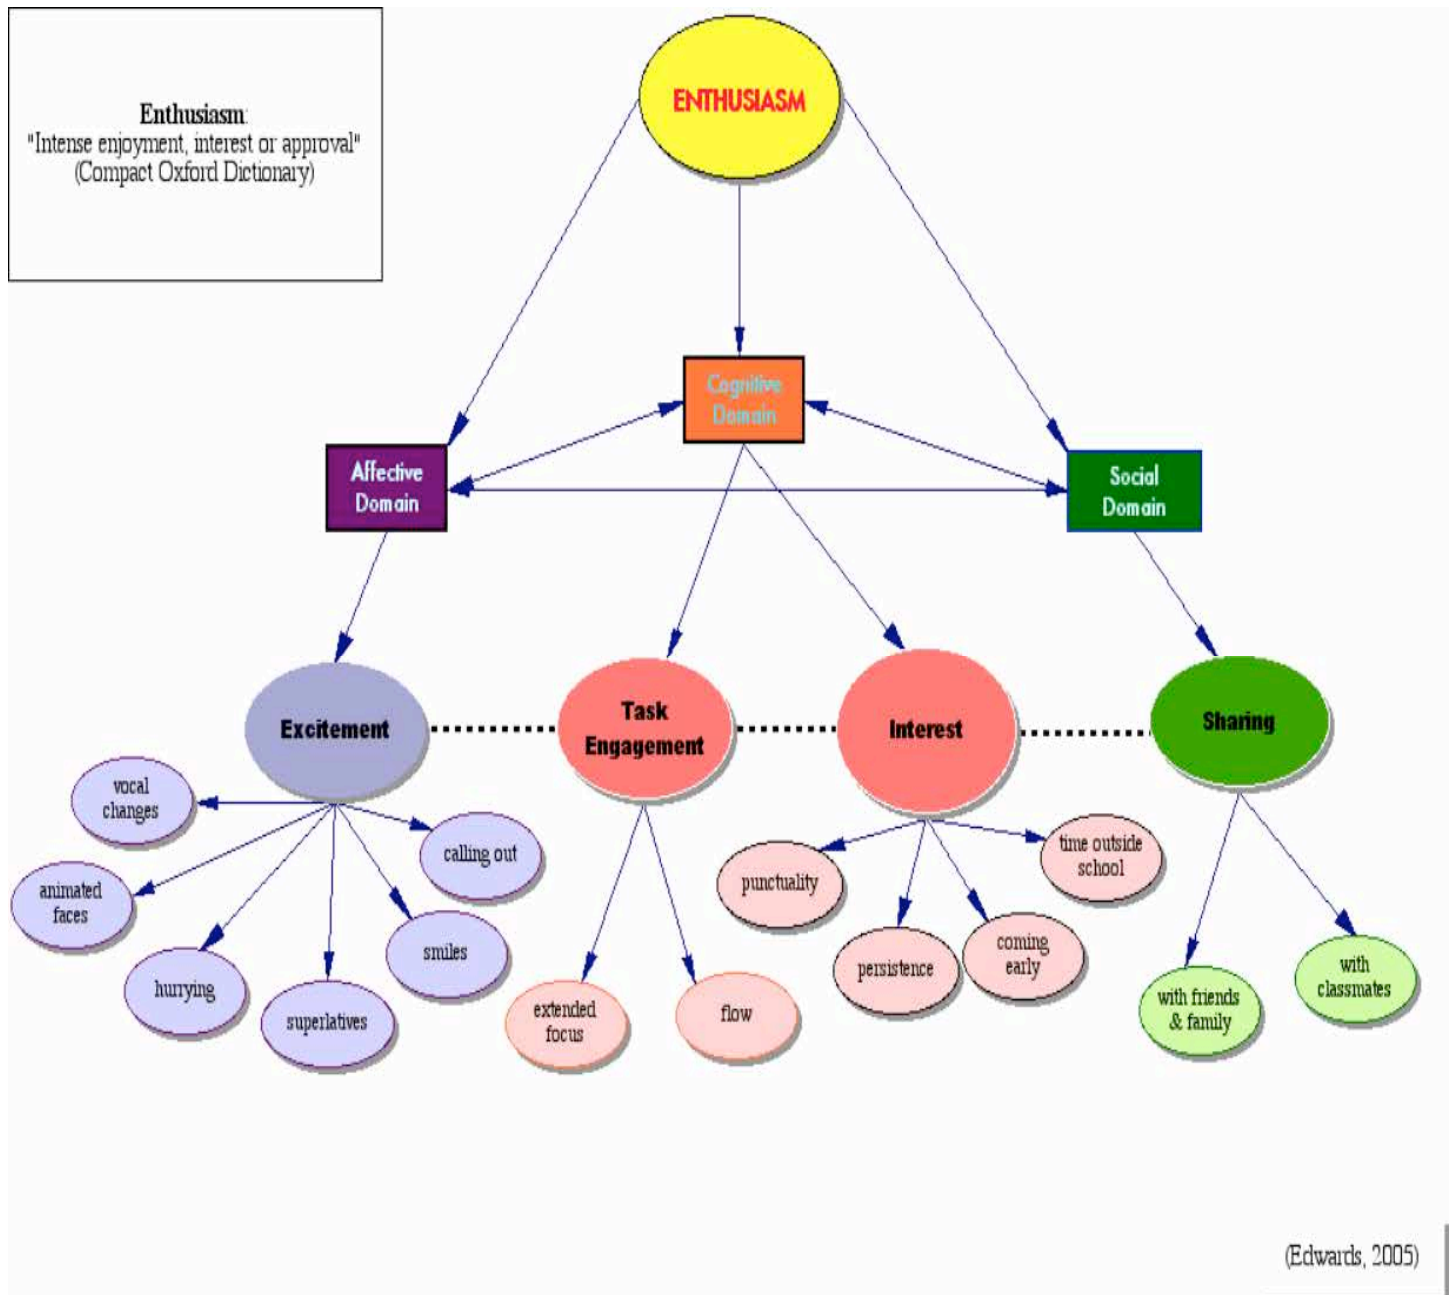 Enthusiasm:
"Intense enjoyment, interest or approval"
(Compact Oxford Dictionary)
ENTHUSIASM
Cognitive
Domain
Affective
Domain
Social
Domain
Excitement
Task
Engagement
Interest
Sharing
vocal
changes
animated
faces
hurrying
superlatives
smiles
calling out
extended
focus
flow
punctuality
persistence
coming
early
time outside
school
with friends
& family
with
classmates
(Edwards, 2005)